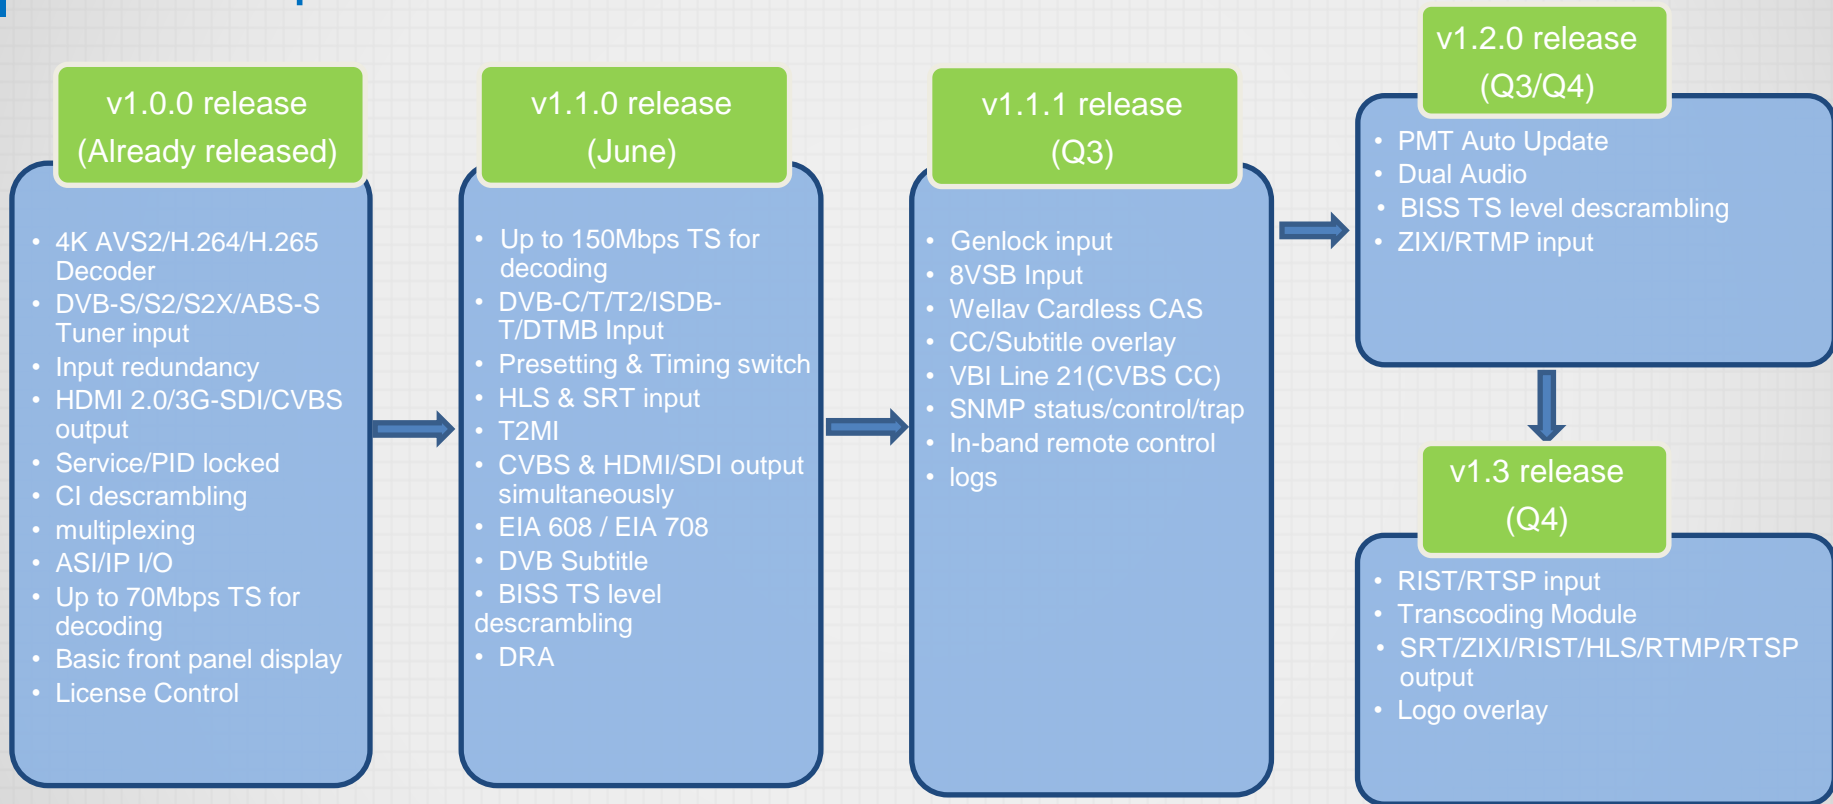 v1.0.0 release
(Already released)
• 4K AVS2/H.264/H.265
Decoder
• DVB-S/S2/S2X/ABS-S
Tuner input
• Input redundancy
• HDMI 2.0/3G-SDI/CVBS
output
• Service/PID locked
• CI descrambling
• multiplexing
• ASI/IP I/O
• Up to 70Mbps TS for
decoding
• Basic front panel display
• License Control
v1.1.0 release
(June)
• Up to 150Mbps TS for
decoding
• DVB-C/T/T2/ISDB-
T/DTMB Input
• Presetting & Timing switch
• HLS & SRT input
• T2MI
• CVBS & HDMI/SDI output
simultaneously
• EIA 608 / EIA 708
• DVB Subtitle
• BISS TS level
descrambling
• DRA
v1.1.1 release
(Q3)
• Genlock input
• 8VSB Input
• Wellav Cardless CAS
• CC/Subtitle overlay
• VBI Line 21(CVBS CC)
• SNMP status/control/trap
• In-band remote control
• logs
v1.2.0 release
(Q3/Q4)
• PMT Auto Update
• Dual Audio
• BISS TS level descrambling
• ZIXI/RTMP input
v1.3 release
(Q4)
• RIST/RTSP input
• Transcoding Module
• SRT/ZIXI/RIST/HLS/RTMP/RTSP
output
• Logo overlay